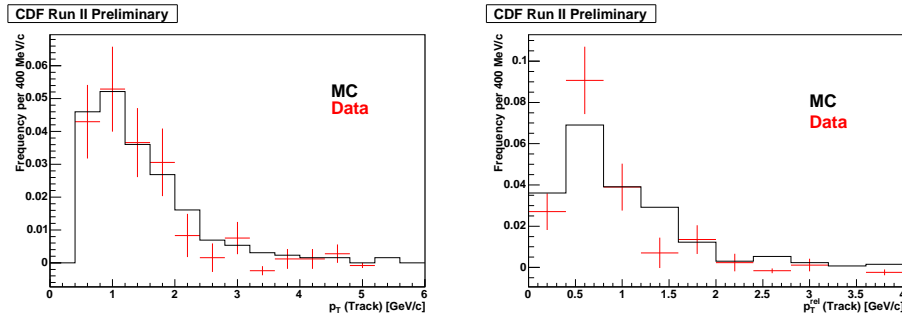 CDF Run II Preliminary
Frequency per 400 MeV/c
0.06
0.05
0.04
0.03
0.02
0.01
0
MC
Data
0 1 2 3 4 5 6
p_T (Track) [GeV/c]
CDF Run II Preliminary
Frequency per 400 MeV/c
0.1
0.08
0.06
0.04
0.02
0
MC
Data
0 0.5 1 1.5 2 2.5 3 3.5 4
p_T^rel (Track) [GeV/c]